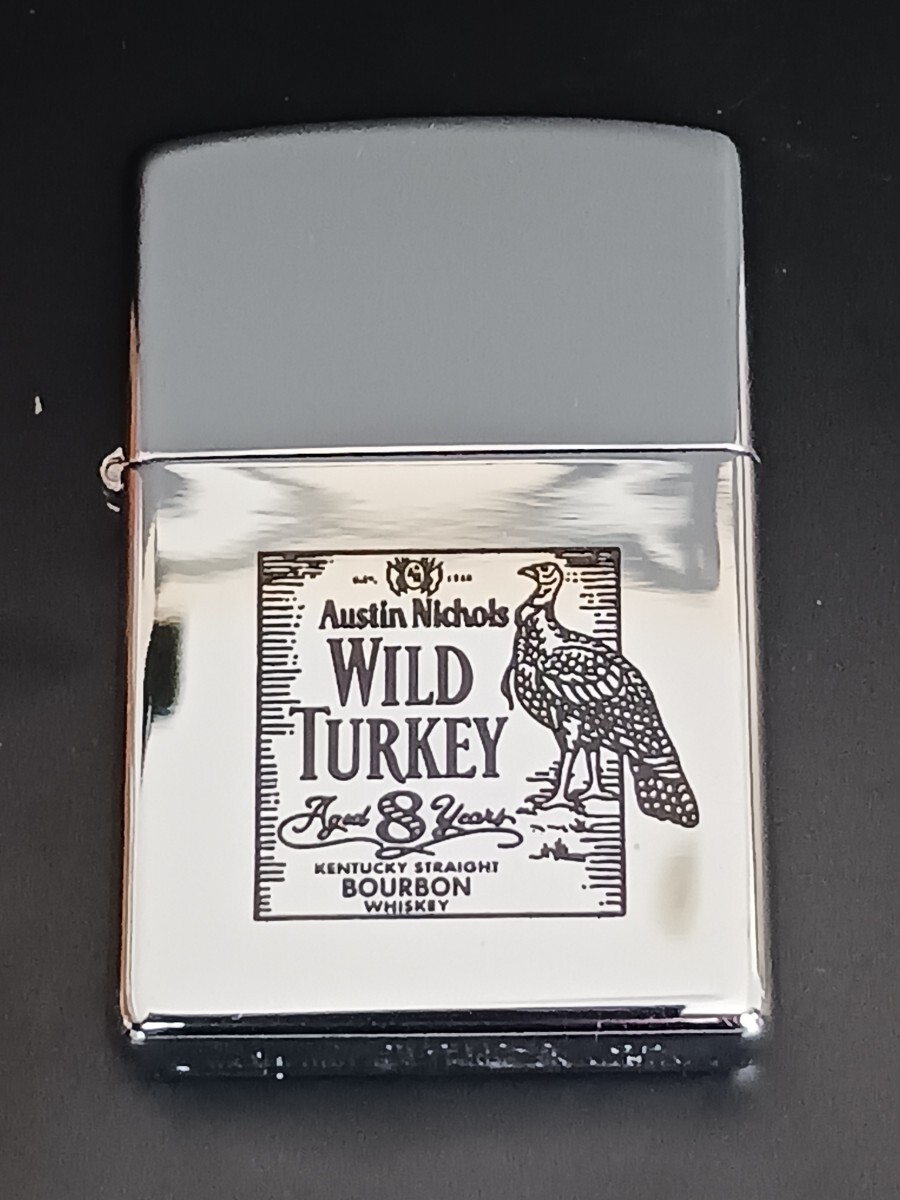 Austin Nichols
WILD
TURKEY
Aged 8 Years
KENTUCKY STRAIGHT
BOURBON
WHISKEY